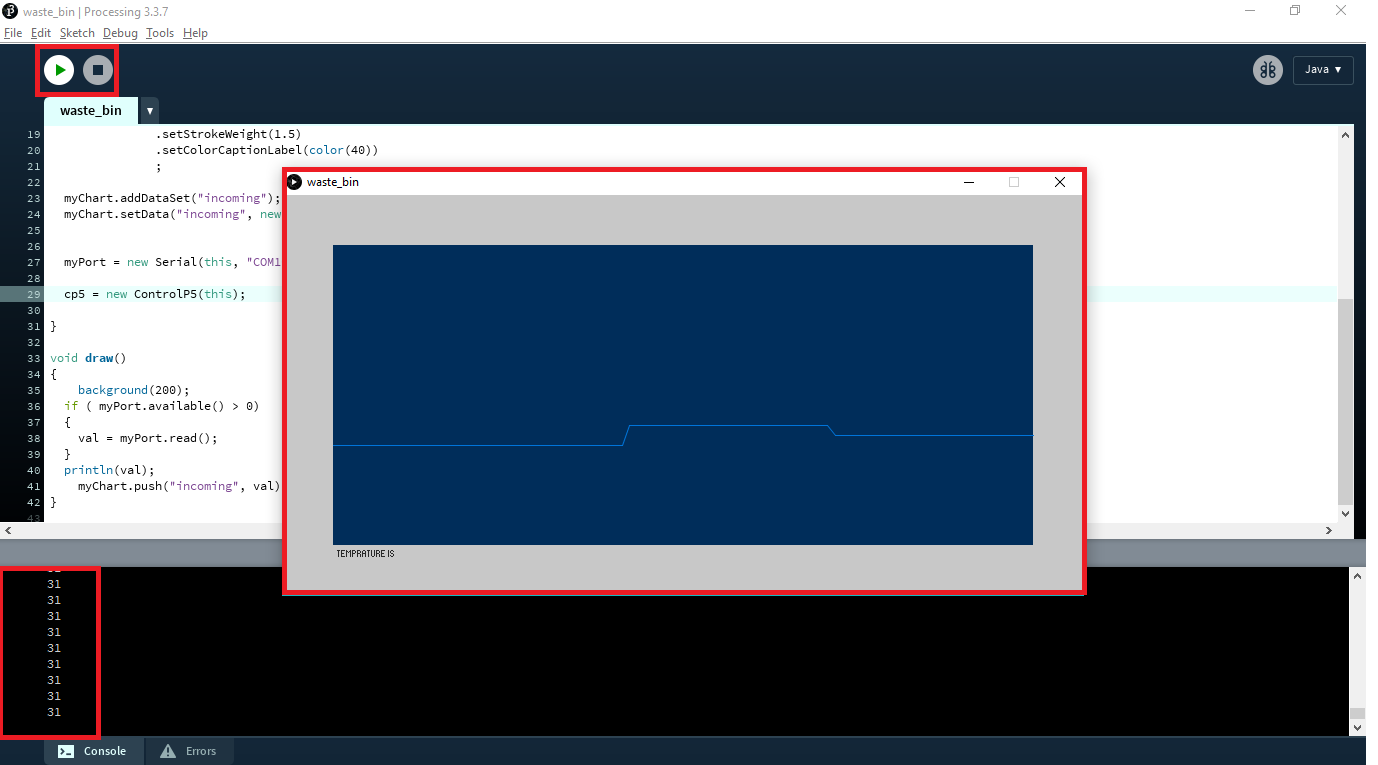 waste_bin | Processing 3.3.7
File Edit Sketch Debug Tools Help
Java ▼
waste_bin ▼
19 .setStrokeWeight(1.5)
20 .setColorCaptionLabel(color(40))
21 ;
22
23 myChart.addDataSet("incoming");
24 myChart.setData("incoming", new
25
26
27 myPort = new Serial(this, "COM1
28
29 cp5 = new ControlP5(this);
30
31 }
32
33 void draw()
34 {
35 background(200);
36 if ( myPort.available() > 0)
37 {
38 val = myPort.read();
39 }
40 println(val);
41 myChart.push("incoming", val)
42 }
43
waste_bin
TEMPRATURE IS
31
31
31
31
31
31
31
31
31
Console Errors